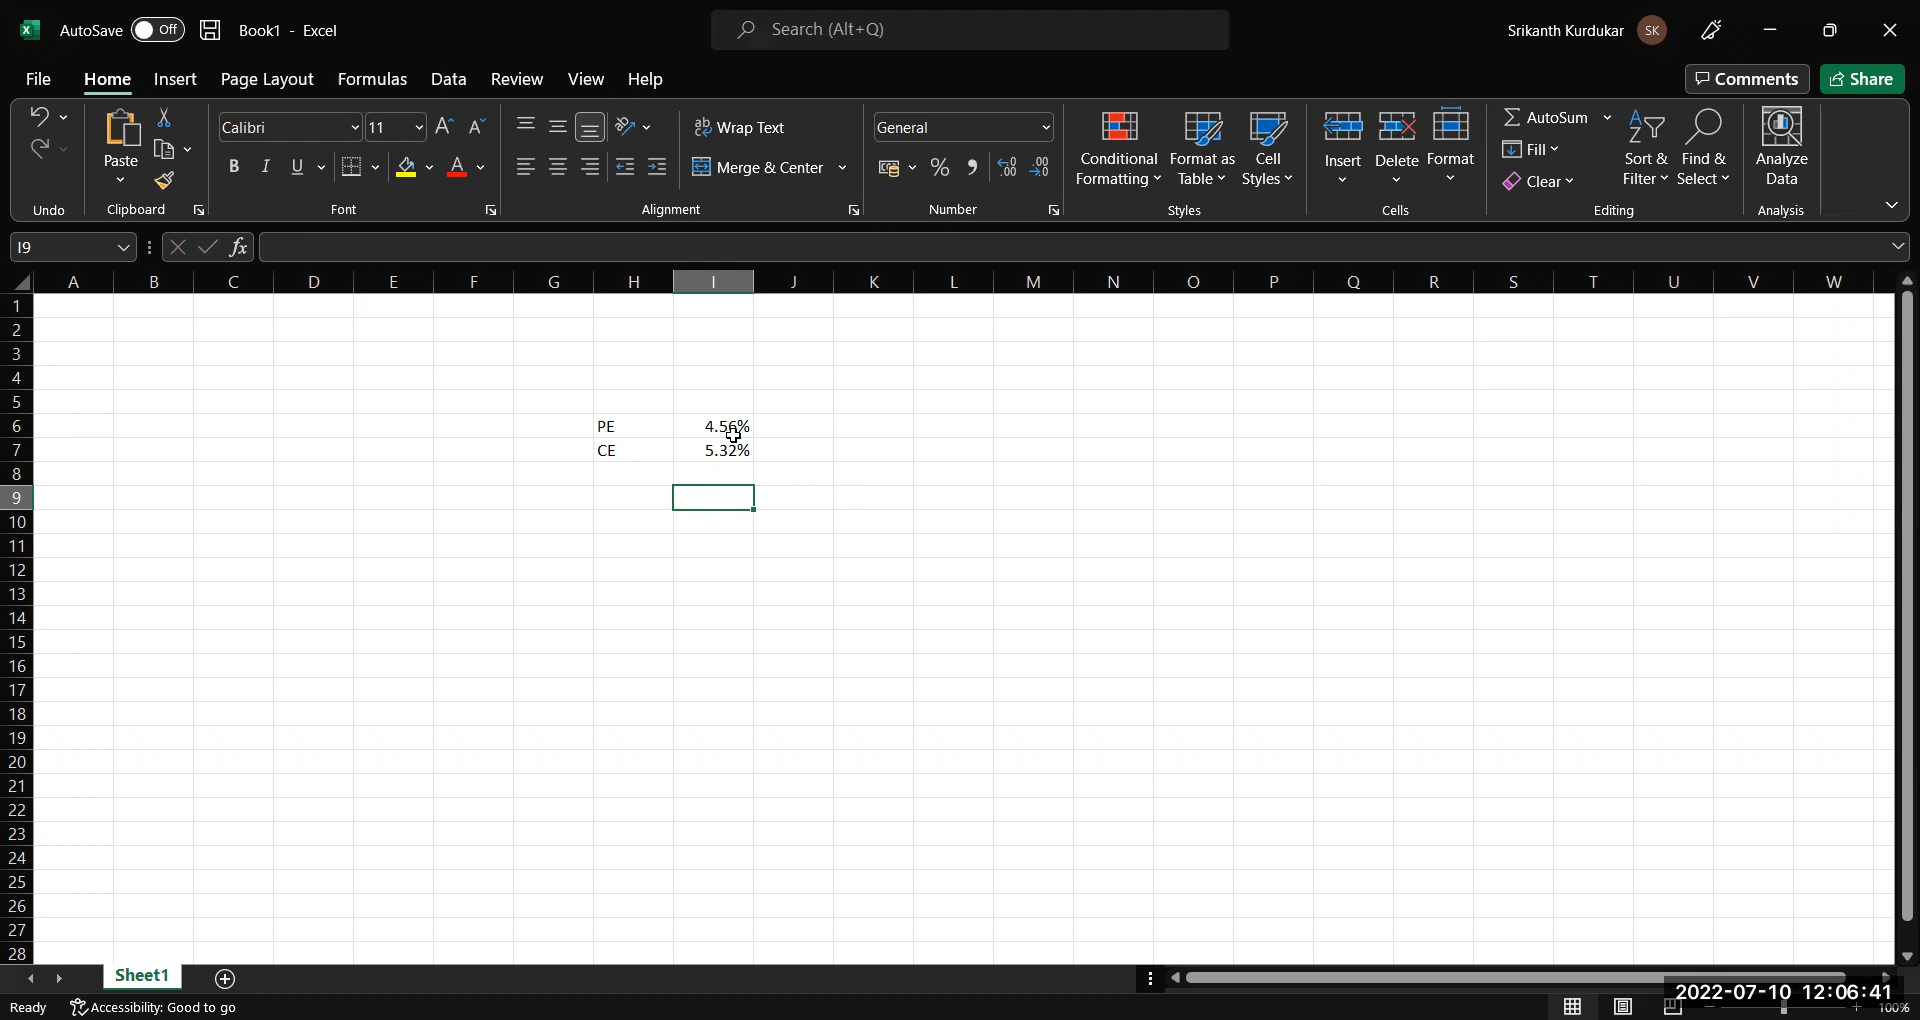 AutoSave Off Book1 - Excel Search (Alt+Q) Srikanth Kurdukar SK
File Home Insert Page Layout Formulas Data Review View Help Comments Share
Paste
Calibri 11
B I U A
Wrap Text
Merge & Center
General
Conditional Formatting
Format as Table
Cell Styles
Insert Delete Format
AutoSum
Fill
Clear
Sort & Filter
Find & Select
Analyze Data
Undo Clipboard Font Alignment Number Styles Cells Editing Analysis
I9 fx
A B C D E F G H I J K L M N O P Q R S T U V W
1
2
3
4
5
6 PE 4.56%
7 CE 5.32%
8
9
10
11
12
13
14
15
16
17
18
19
20
21
22
23
24
25
26
27
28
Sheet1
2022-07-10 12:06:41
Ready Accessibility: Good to go 100%